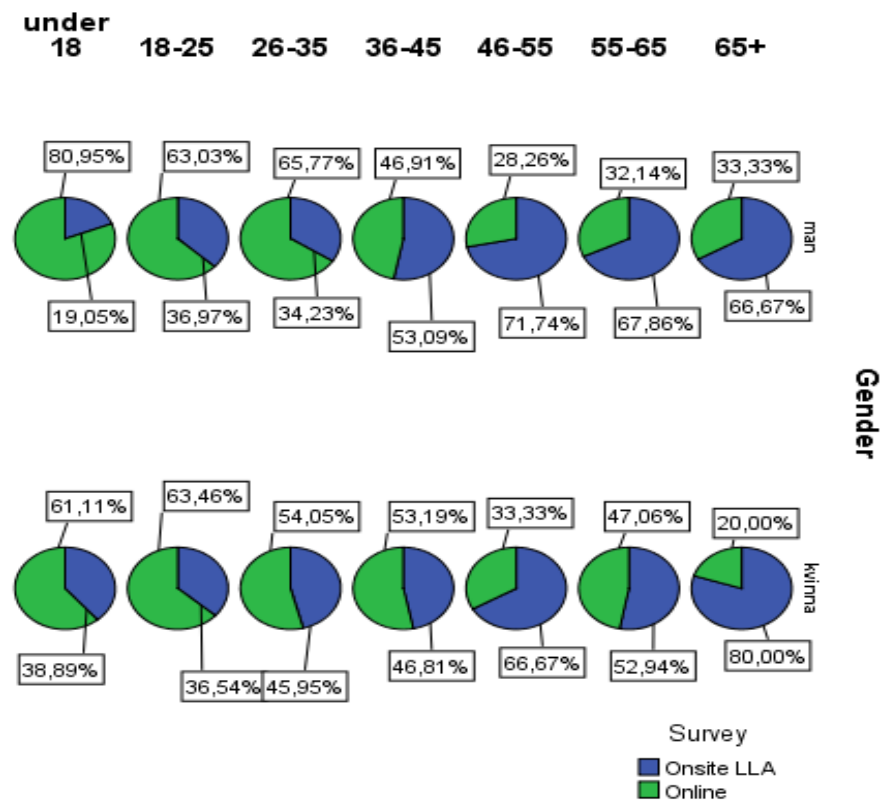 under
18 18-25 26-35 36-45 46-55 55-65 65+
80,95% 63,03% 65,77% 46,91% 28,26% 32,14% 33,33%
man
19,05% 36,97% 34,23% 53,09% 71,74% 67,86% 66,67%
Gender
61,11% 63,46% 54,05% 53,19% 33,33% 47,06% 20,00%
kvinna
38,89% 36,54% 45,95% 46,81% 66,67% 52,94% 80,00%
Survey
Onsite LLA
Online